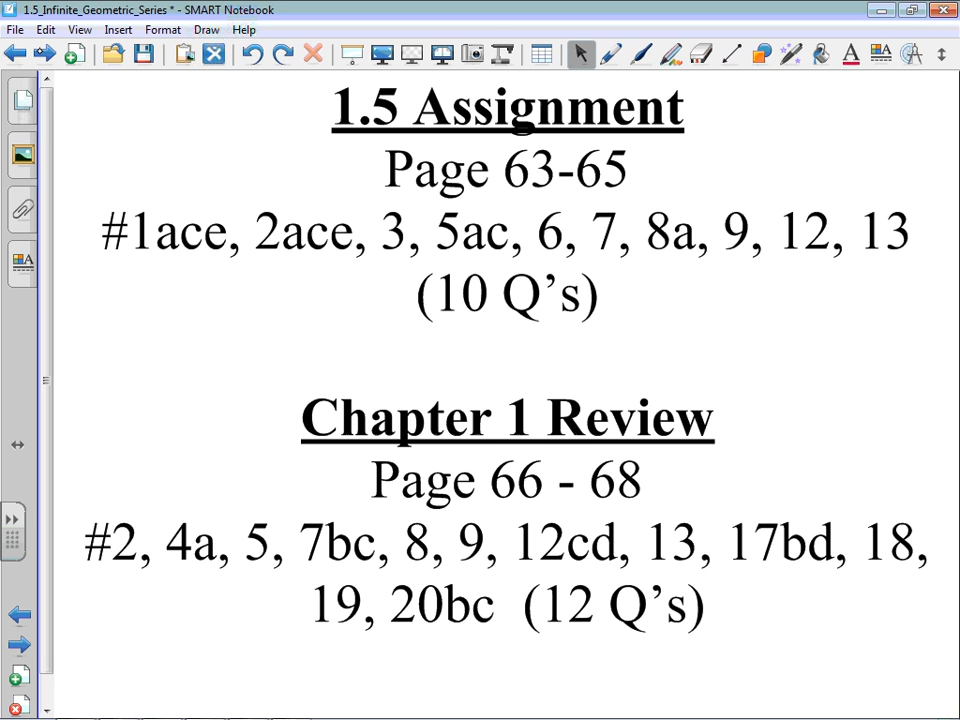 1.5_Infinite_Geometric_Series * - SMART Notebook
File Edit View Insert Format Draw Help
1.5 Assignment
Page 63-65
#1ace, 2ace, 3, 5ac, 6, 7, 8a, 9, 12, 13
(10 Q’s)
Chapter 1 Review
Page 66 - 68
#2, 4a, 5, 7bc, 8, 9, 12cd, 13, 17bd, 18,
19, 20bc (12 Q’s)